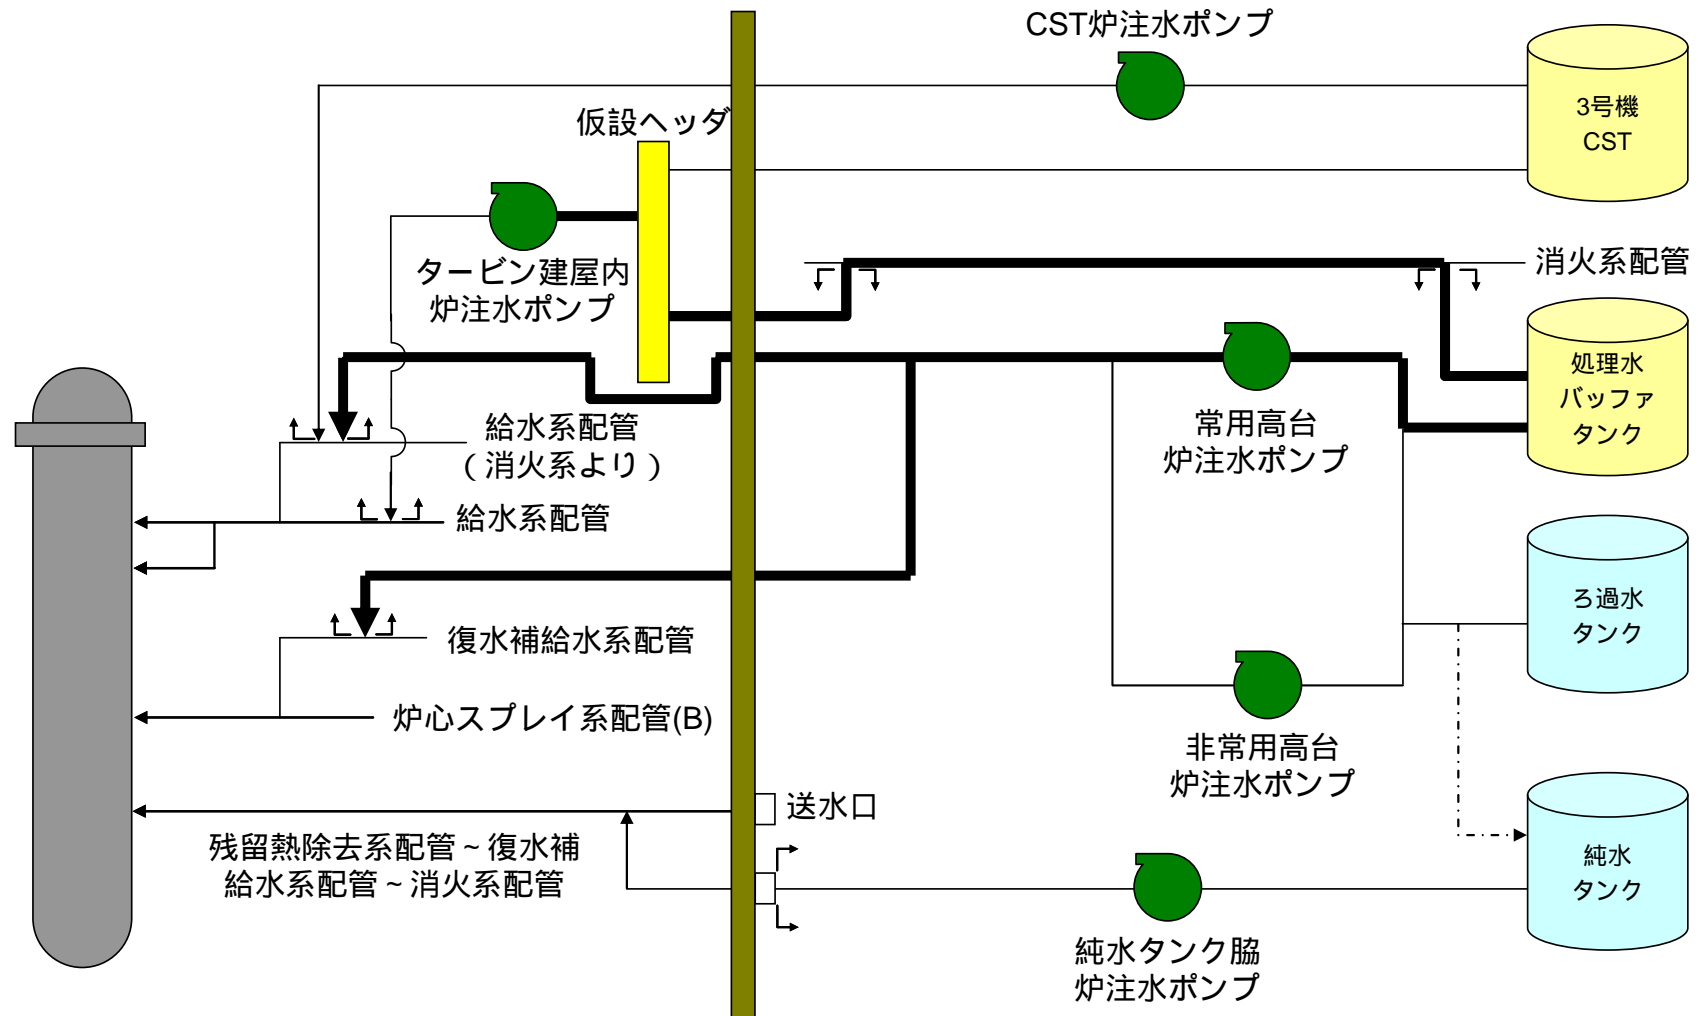 CST炉注水ポンプ
3号機
CST
仮設ヘッダ
タービン建屋内
炉注水ポンプ
消火系配管
処理水
バッファ
タンク
常用高台
炉注水ポンプ
給水系配管
(消火系より)
給水系配管
ろ過水
タンク
復水補給水系配管
炉心スプレイ系配管(B)
非常用高台
炉注水ポンプ
送水口
残留熱除去系配管~復水補
給水系配管~消火系配管
純水
タンク
純水タンク脇
炉注水ポンプ